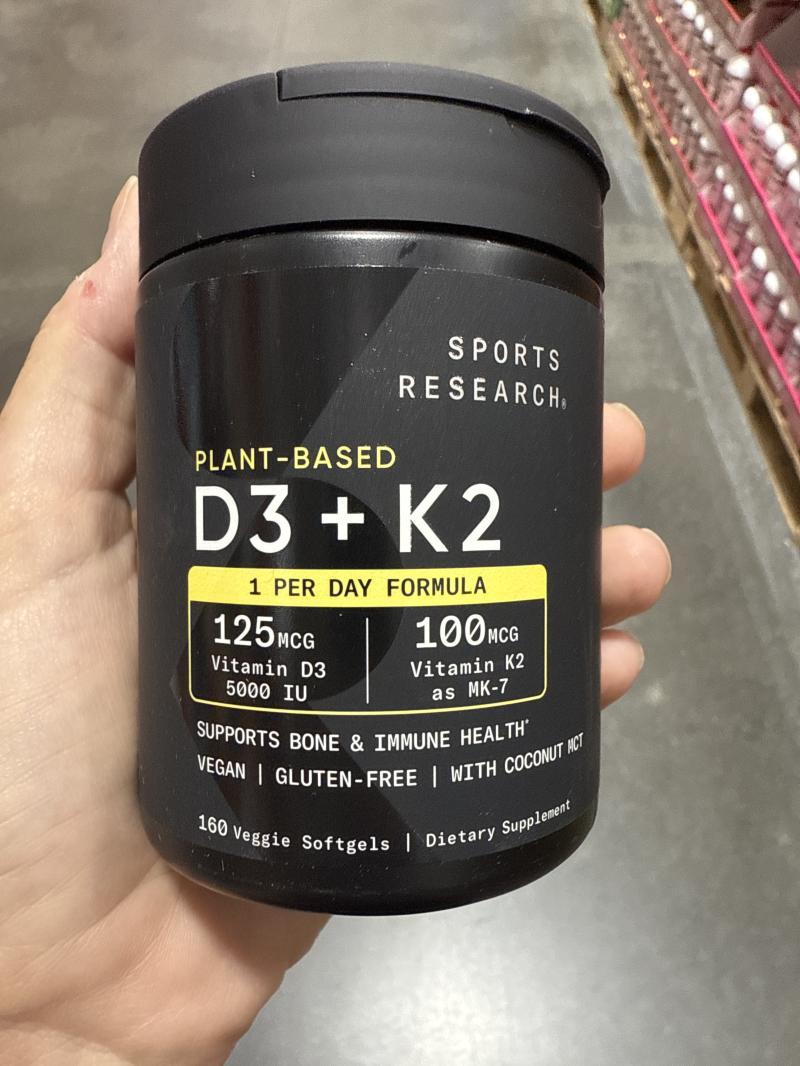 SPORTS
RESEARCH®
PLANT-BASED
D3 + K2
1 PER DAY FORMULA
125MCG
Vitamin D3
5000 IU
100MCG
Vitamin K2
as MK-7
SUPPORTS BONE & IMMUNE HEALTH*
VEGAN | GLUTEN-FREE | WITH COCONUT MCT
160 Veggie Softgels | Dietary Supplement